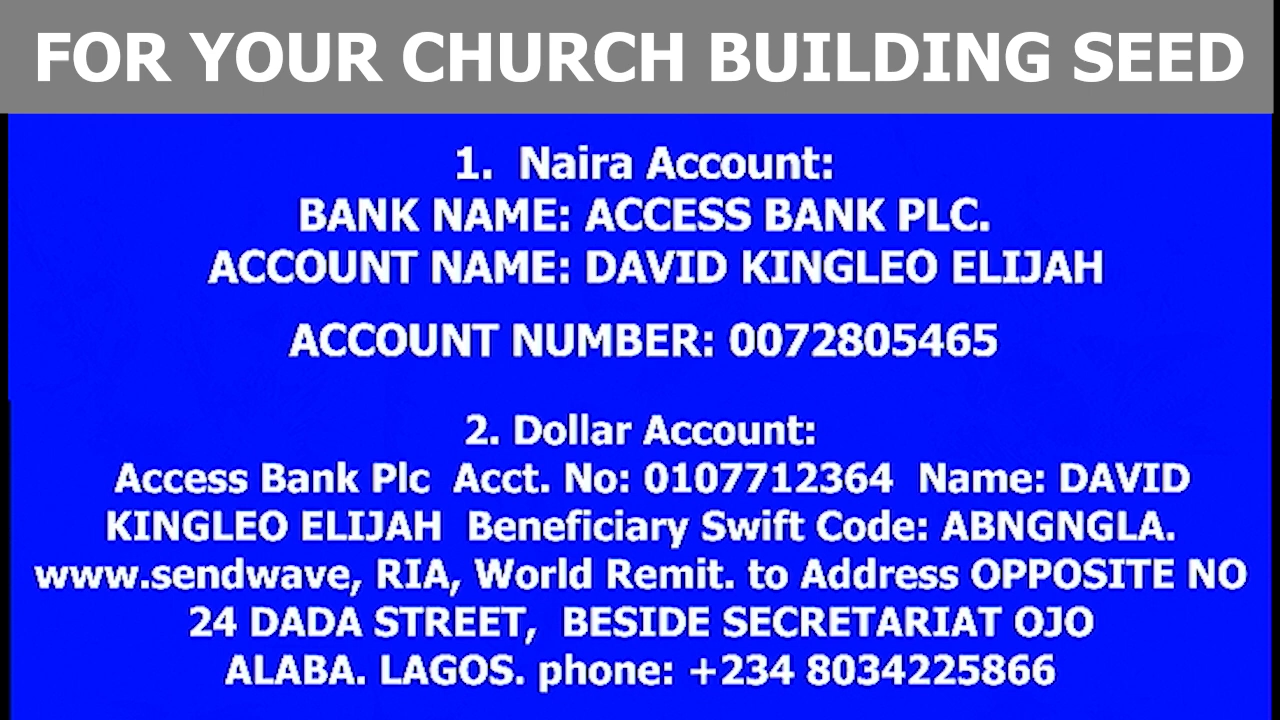 FOR YOUR CHURCH BUILDING SEED
1. Naira Account:
BANK NAME: ACCESS BANK PLC.
ACCOUNT NAME: DAVID KINGLEO ELIJAH
ACCOUNT NUMBER: 0072805465
2. Dollar Account:
Access Bank Plc Acct. No: 0107712364 Name: DAVID
KINGLEO ELIJAH Beneficiary Swift Code: ABNGNGLA.
www.sendwave, RIA, World Remit. to Address OPPOSITE NO
24 DADA STREET, BESIDE SECRETARIAT OJO
ALABA. LAGOS. phone: +234 8034225866